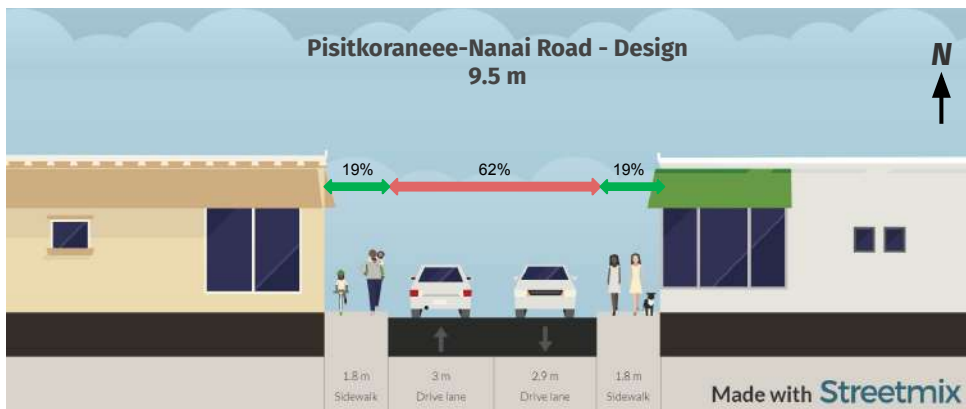 Pisitkoraneee-Nanai Road - Design
9.5 m
N
19%
62%
19%
1.8 m
3 m
2.9 m
1.8 m
Sidewalk
Drive lane
Drive lane
Sidewalk
Made with Streetmix